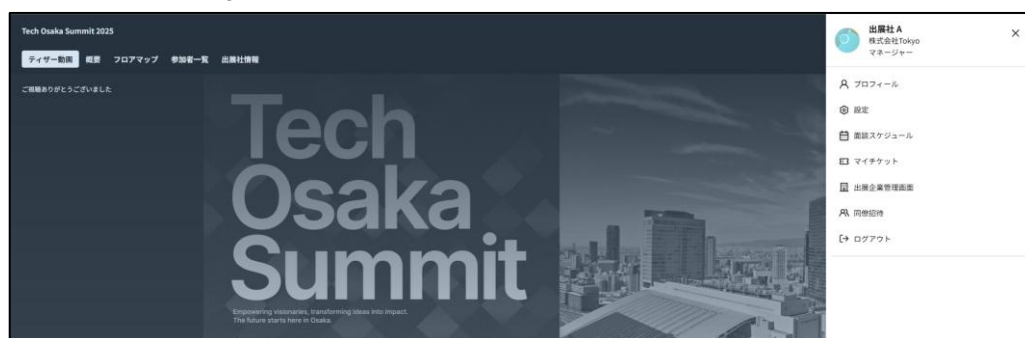 Tech Osaka Summit 2025
ティザー動画 概要 フロアマップ 参加者一覧 出展社情報
ご視聴ありがとうございました
Tech
Osaka
Summit
Empowering visionaries, transforming ideas into impact.
The future starts here in Osaka.
出展社 A
株式会社Tokyo
マネージャー
プロフィール
設定
面談スケジュール
マイチケット
出展企業管理画面
同僚招待
ログアウト